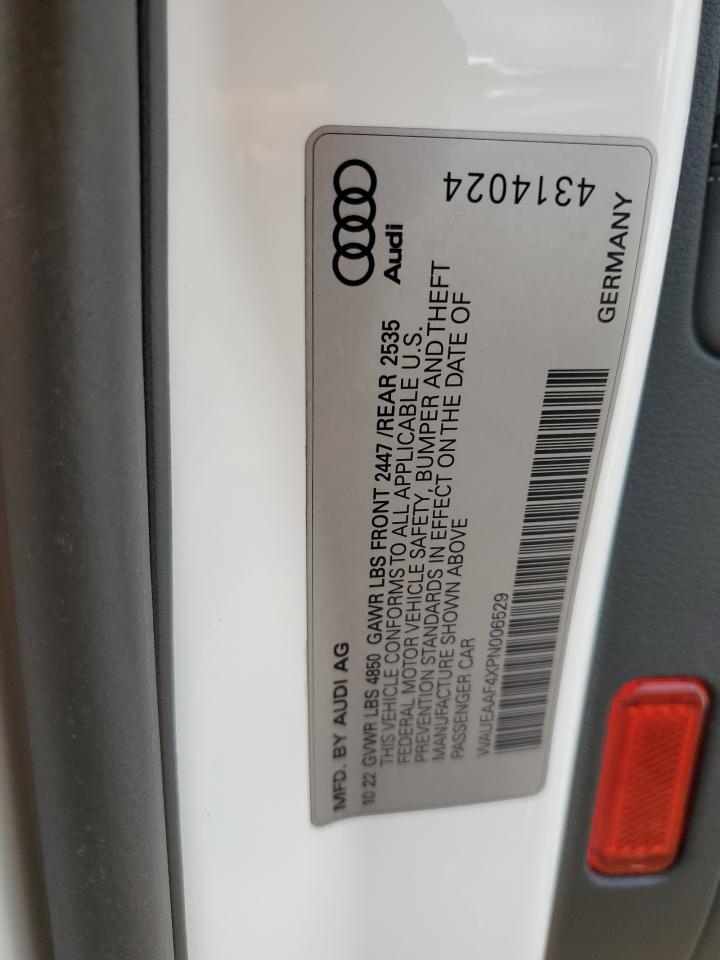 Audi
4314024
GERMANY
MFD. BY AUDI AG
10 22 GVWR LBS 4850 GAWR LBS FRONT 2447 /REAR 2535
THIS VEHICLE CONFORMS TO ALL APPLICABLE U.S.
FEDERAL MOTOR VEHICLE SAFETY, BUMPER AND THEFT
PREVENTION STANDARDS IN EFFECT ON THE DATE OF
MANUFACTURE SHOWN ABOVE
PASSENGER CAR
WAUEAAF4XPN006529